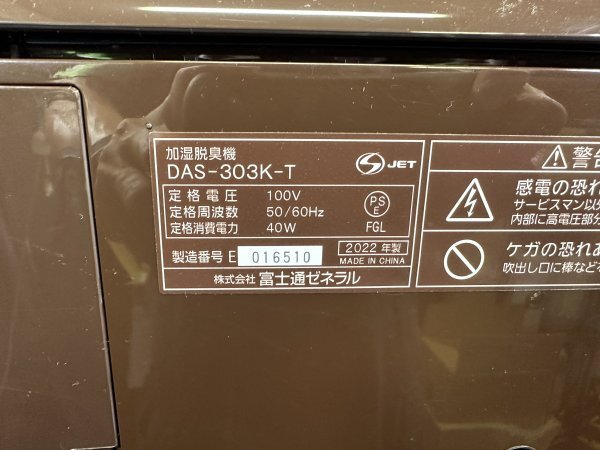 加湿脱臭機
DAS-303K-T
S JET
定格電圧 100V
定格周波数 50/60Hz
定格消費電力 40W
PS
E
FGL
製造番号 E 016510
2022 年製
MADE IN CHINA
株式会社 富士通ゼネラル
警告
感電の恐れ
サービスマン以外
内部に高電圧部分
ケガの恐れあ
吹出し口に棒などを